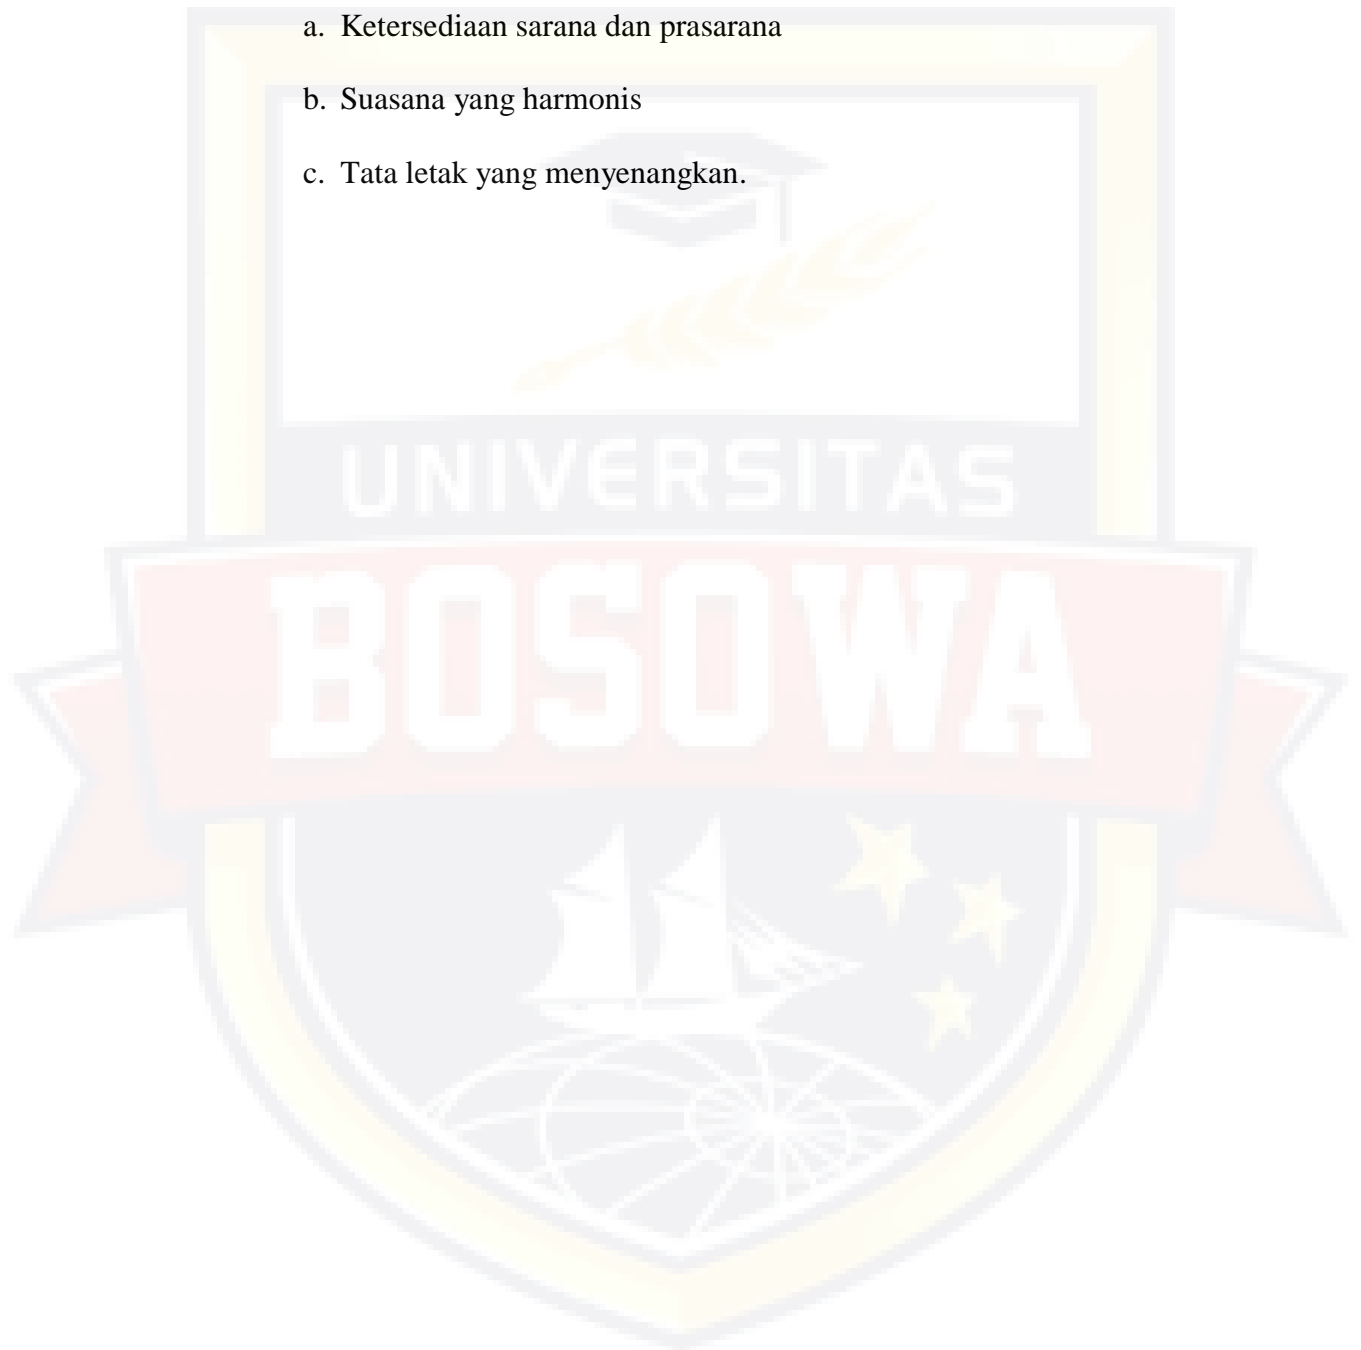 a. Ketersediaan sarana dan prasarana
b. Suasana yang harmonis
c. Tata letak yang menyenangkan.
UNIVERSITAS
BOSOWA